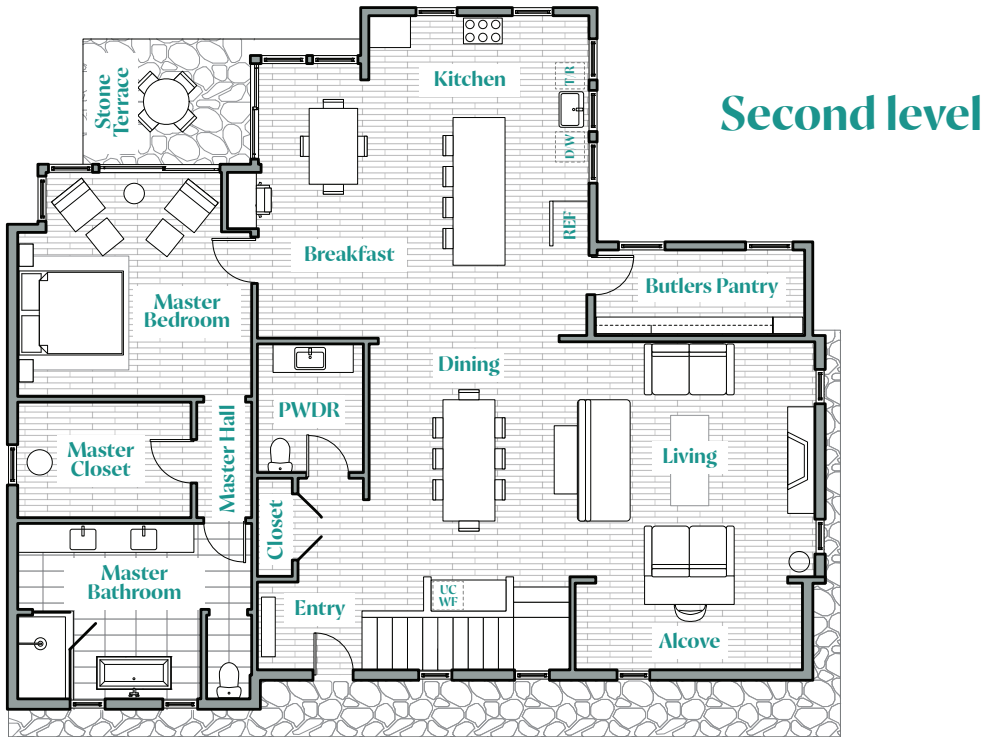 Second level
Stone
Terrace
Kitchen
T/R
D/W
REF
Breakfast
Butlers Pantry
Master
Bedroom
Dining
PWDR
Master
Closet
Master Hall
Living
Closet
Master
Bathroom
UC
WF
Entry
Alcove